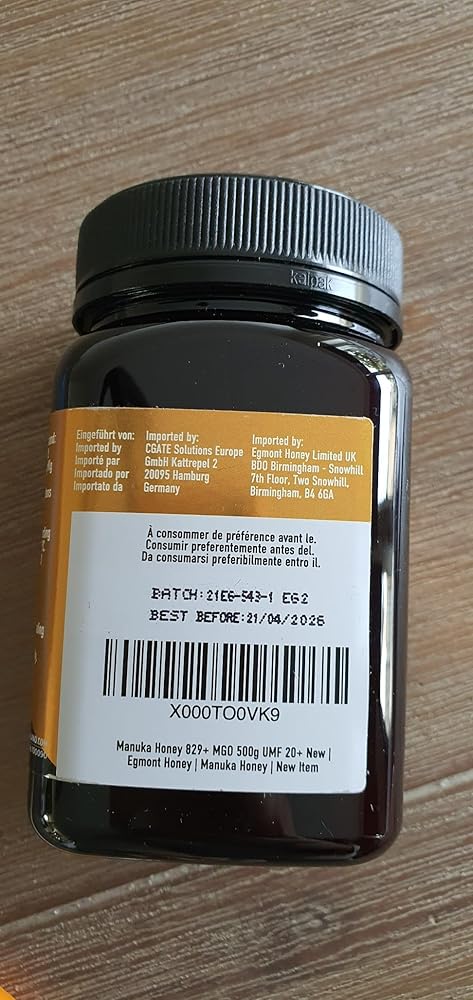 kelpak
Eingeführt von:
Imported by
Importé par
Importado por
Importato da
Imported by:
CGATE Solutions Europe
GmbH Kattrepel 2
20095 Hamburg
Germany
Imported by:
Egmont Honey Limited UK
BDO Birmingham - Snowhill
7th Floor, Two Snowhill,
Birmingham, B4 6GA
À consommer de préférence avant le.
Consumir preferentemente antes del.
Da consumarsi preferibilmente entro il.
BATCH:21E6-543-1 EG2
BEST BEFORE:21/04/2026
X000TO0VK9
Manuka Honey 829+ MGO 500g UMF 20+ New |
Egmont Honey | Manuka Honey | New Item